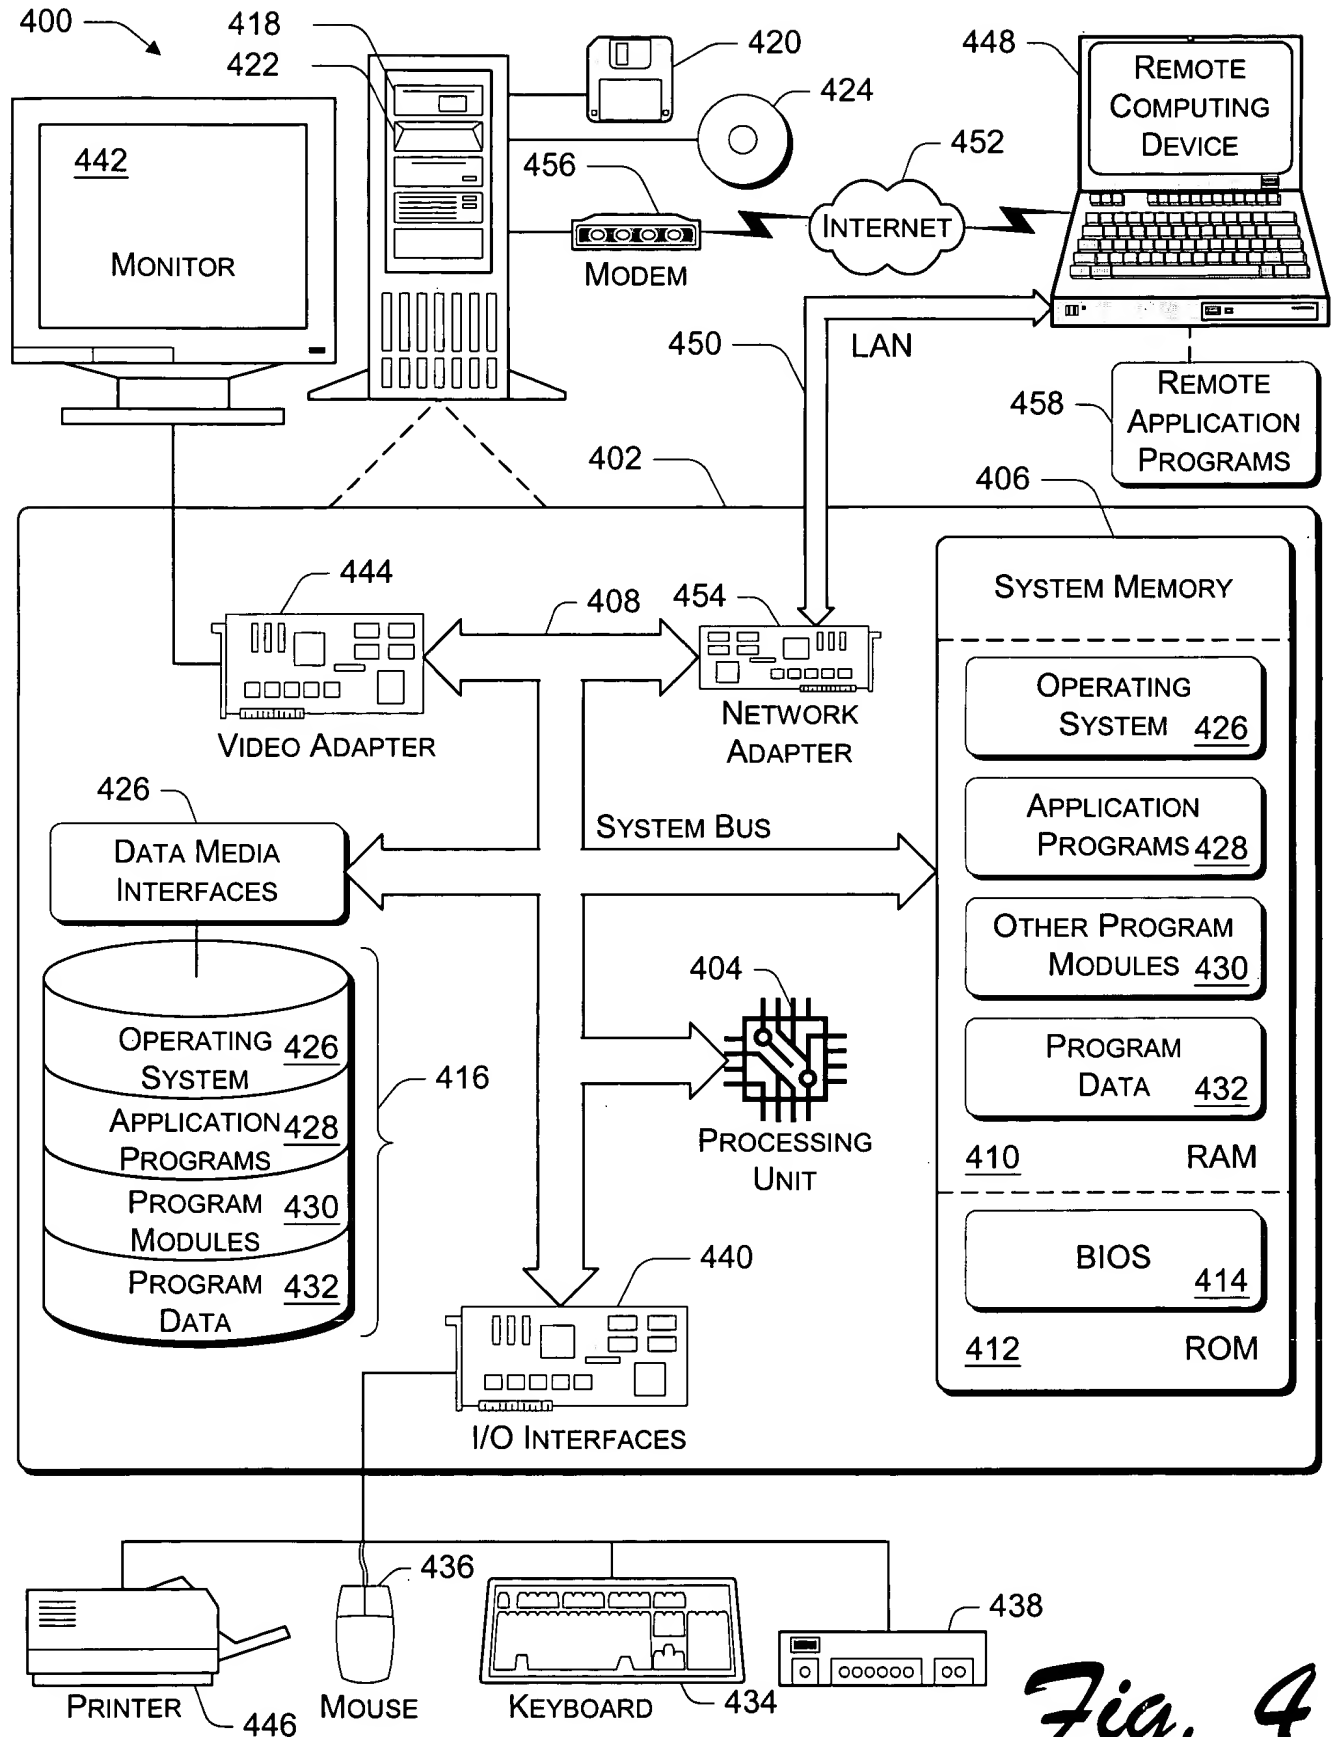 400
418
422
420
424
448
REMOTE
COMPUTING
DEVICE
442
MONITOR
456
MODEM
452
INTERNET
450
LAN
458
REMOTE
APPLICATION
PROGRAMS
402
406
SYSTEM MEMORY
444
VIDEO ADAPTER
408
454
NETWORK
ADAPTER
OPERATING
SYSTEM 426
APPLICATION
PROGRAMS 428
OTHER PROGRAM
MODULES 430
PROGRAM
DATA 432
410 RAM
BIOS
414
412 ROM
426
DATA MEDIA
INTERFACES
SYSTEM BUS
404
PROCESSING
UNIT
OPERATING 426
SYSTEM
APPLICATION 428
PROGRAMS
PROGRAM 430
MODULES
PROGRAM 432
DATA
416
440
I/O INTERFACES
PRINTER
446
436
MOUSE
KEYBOARD
434
438
Fig. 4